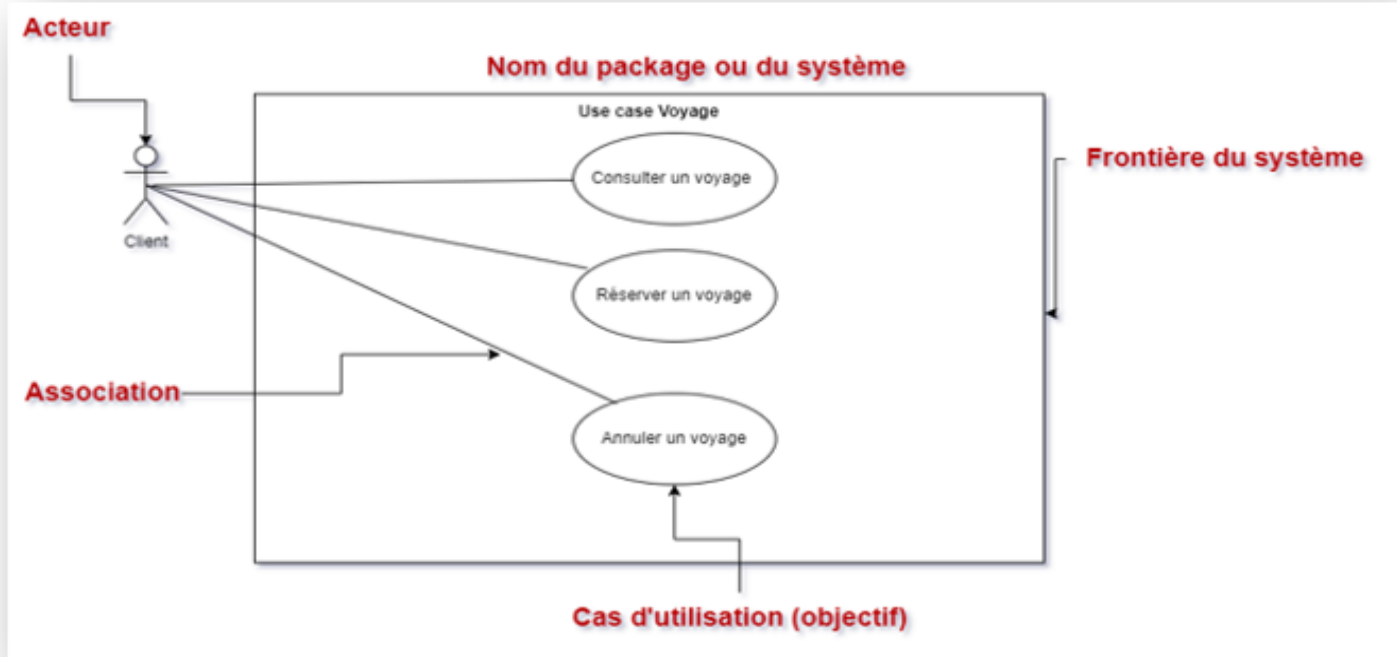 Acteur
Nom du package ou du système
Use case Voyage
Consulter un voyage
Frontière du système
Client
Réserver un voyage
Association
Annuler un voyage
Cas d'utilisation (objectif)